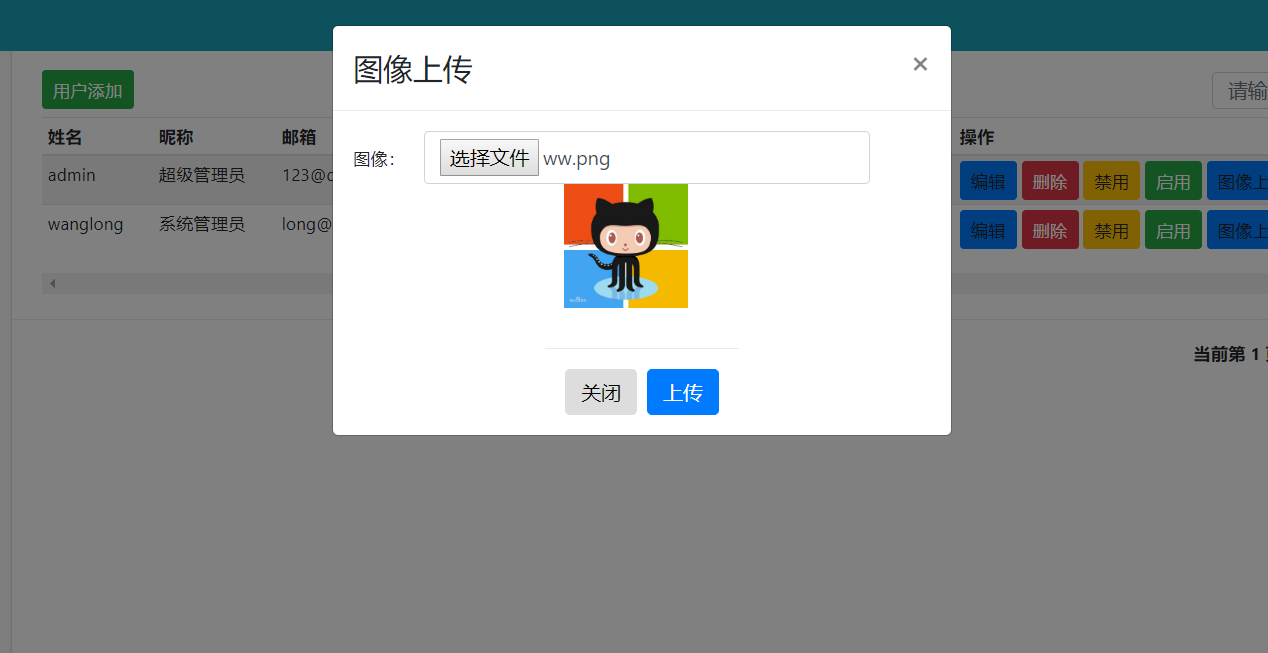 图像上传 ×
用户添加
请输
姓名 昵称 邮箱 操作
图像： 选择文件 ww.png
admin 超级管理员 123@ 编辑 删除 禁用 启用 图像上
wanglong 系统管理员 long@ 编辑 删除 禁用 启用 图像上
当前第 1
关闭 上传